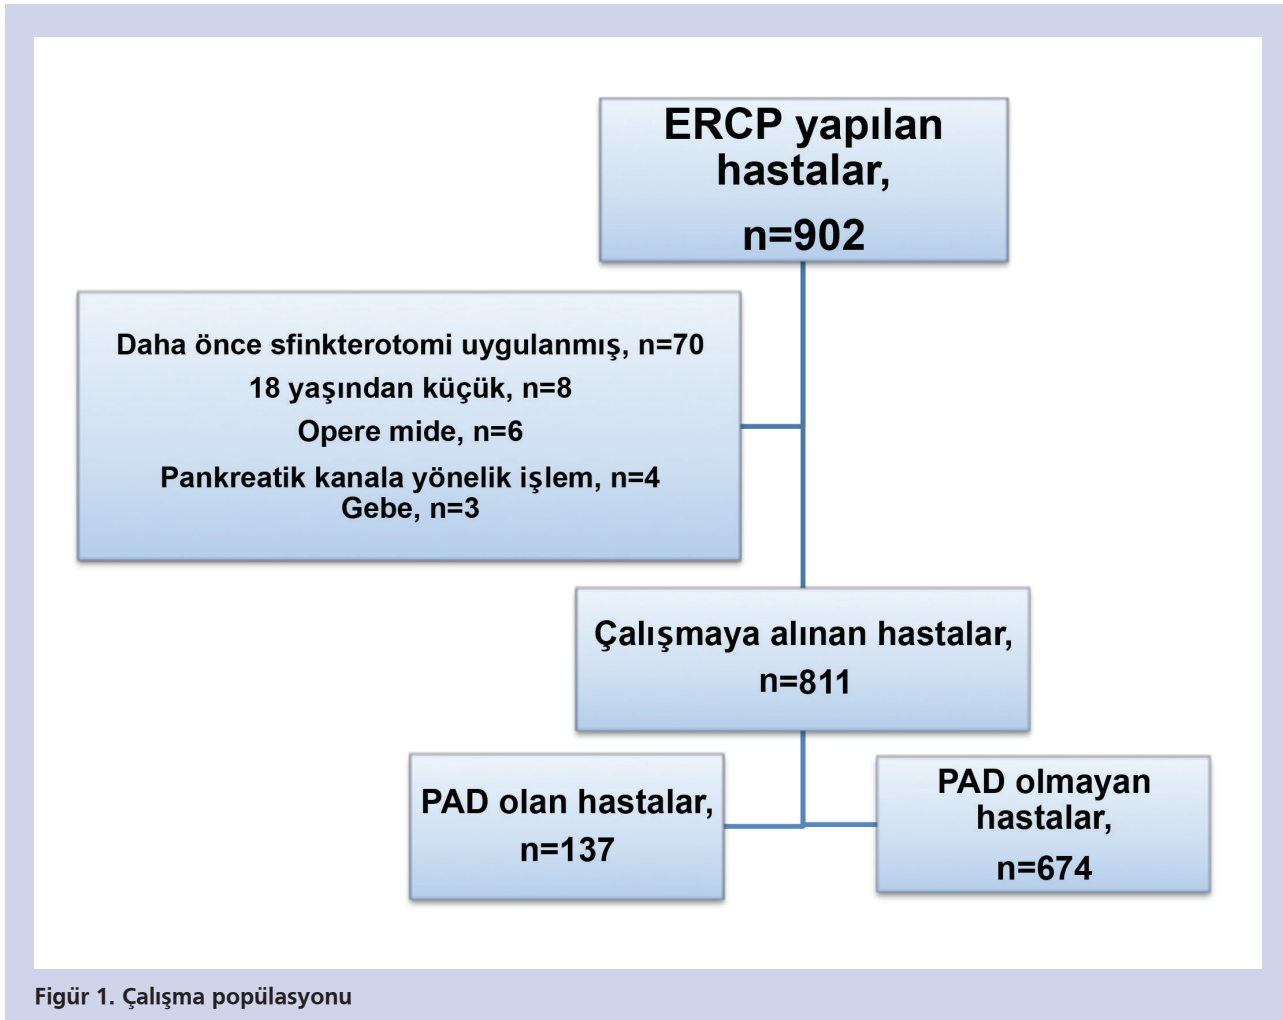 ERCP yapılan
hastalar,
n=902
Daha önce sfinkterotomi uygulanmış, n=70
18 yaşından küçük, n=8
Opere mide, n=6
Pankreatik kanala yönelik işlem, n=4
Gebe, n=3
Çalışmaya alınan hastalar,
n=811
PAD olan hastalar,
n=137
PAD olmayan
hastalar,
n=674
Figür 1. Çalışma popülasyonu